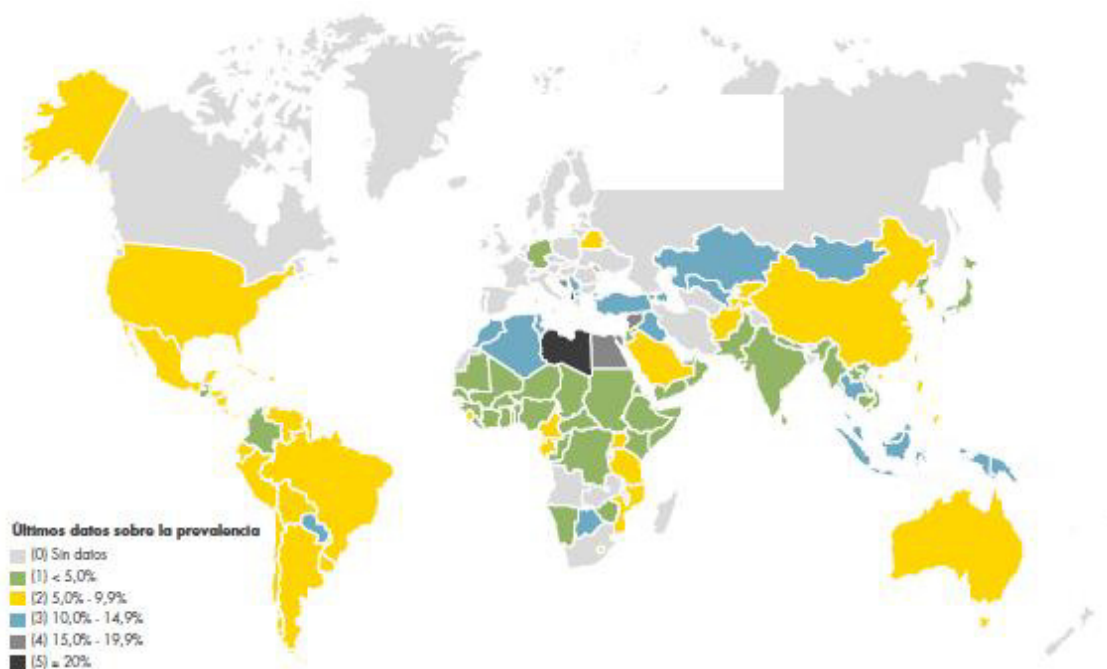 Últimos datos sobre la prevalencia
(0) Sin datos
(1) < 5,0%
(2) 5,0% - 9,9%
(3) 10,0% - 14,9%
(4) 15,0% - 19,9%
(5) = 20%